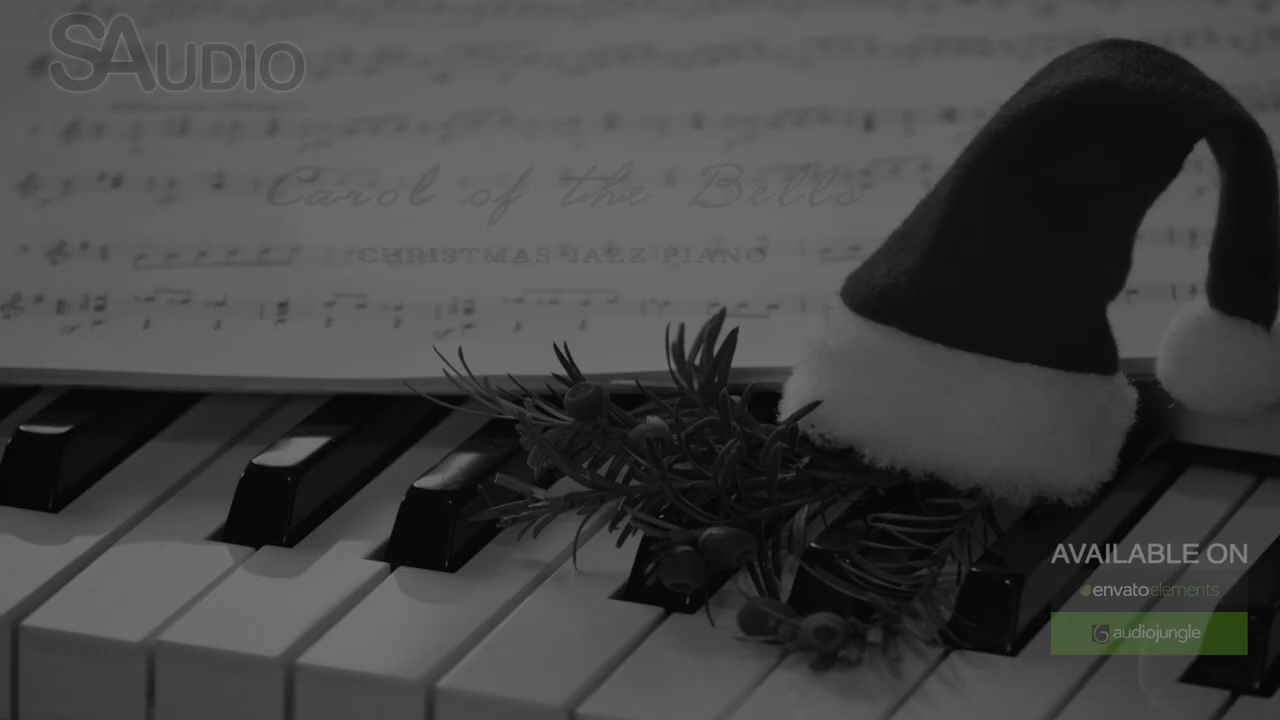 SAUDIO
Carol of the Bells
CHRISTMAS JAZZ PIANO
AVAILABLE ON
envatoelements
audiojungle